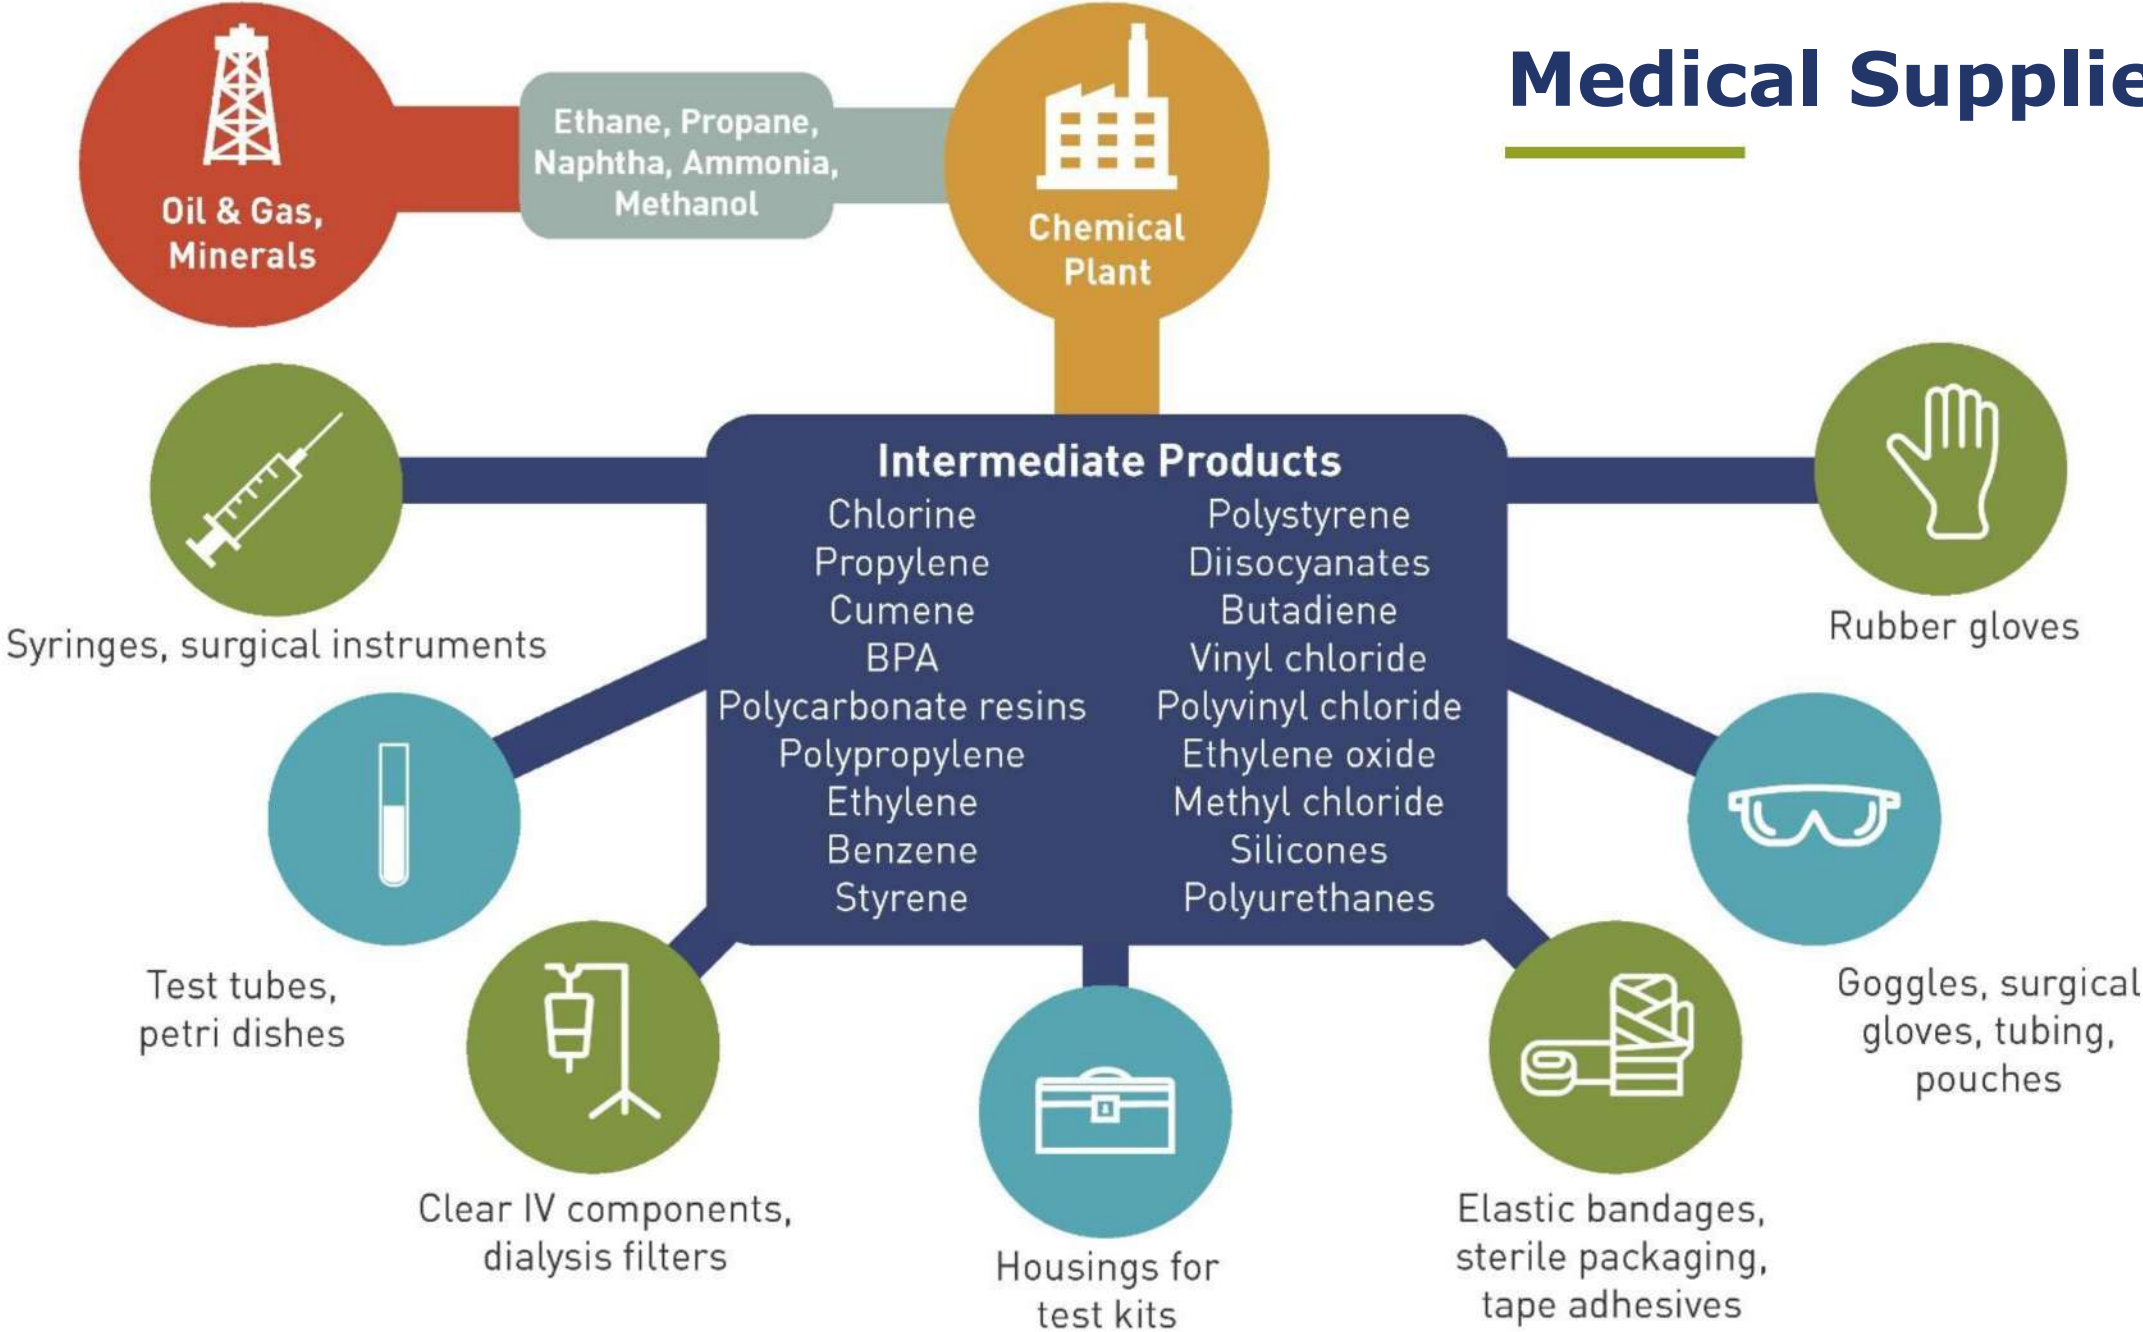 Medical Supplie
Oil & Gas,
Minerals
Ethane, Propane,
Naphtha, Ammonia,
Methanol
Chemical
Plant
Intermediate Products
Chlorine
Propylene
Cumene
BPA
Polycarbonate resins
Polypropylene
Ethylene
Benzene
Styrene
Polystyrene
Diisocyanates
Butadiene
Vinyl chloride
Polyvinyl chloride
Ethylene oxide
Methyl chloride
Silicones
Polyurethanes
Syringes, surgical instruments
Test tubes,
petri dishes
Clear IV components,
dialysis filters
Housings for
test kits
Elastic bandages,
sterile packaging,
tape adhesives
Goggles, surgical
gloves, tubing,
pouches
Rubber gloves